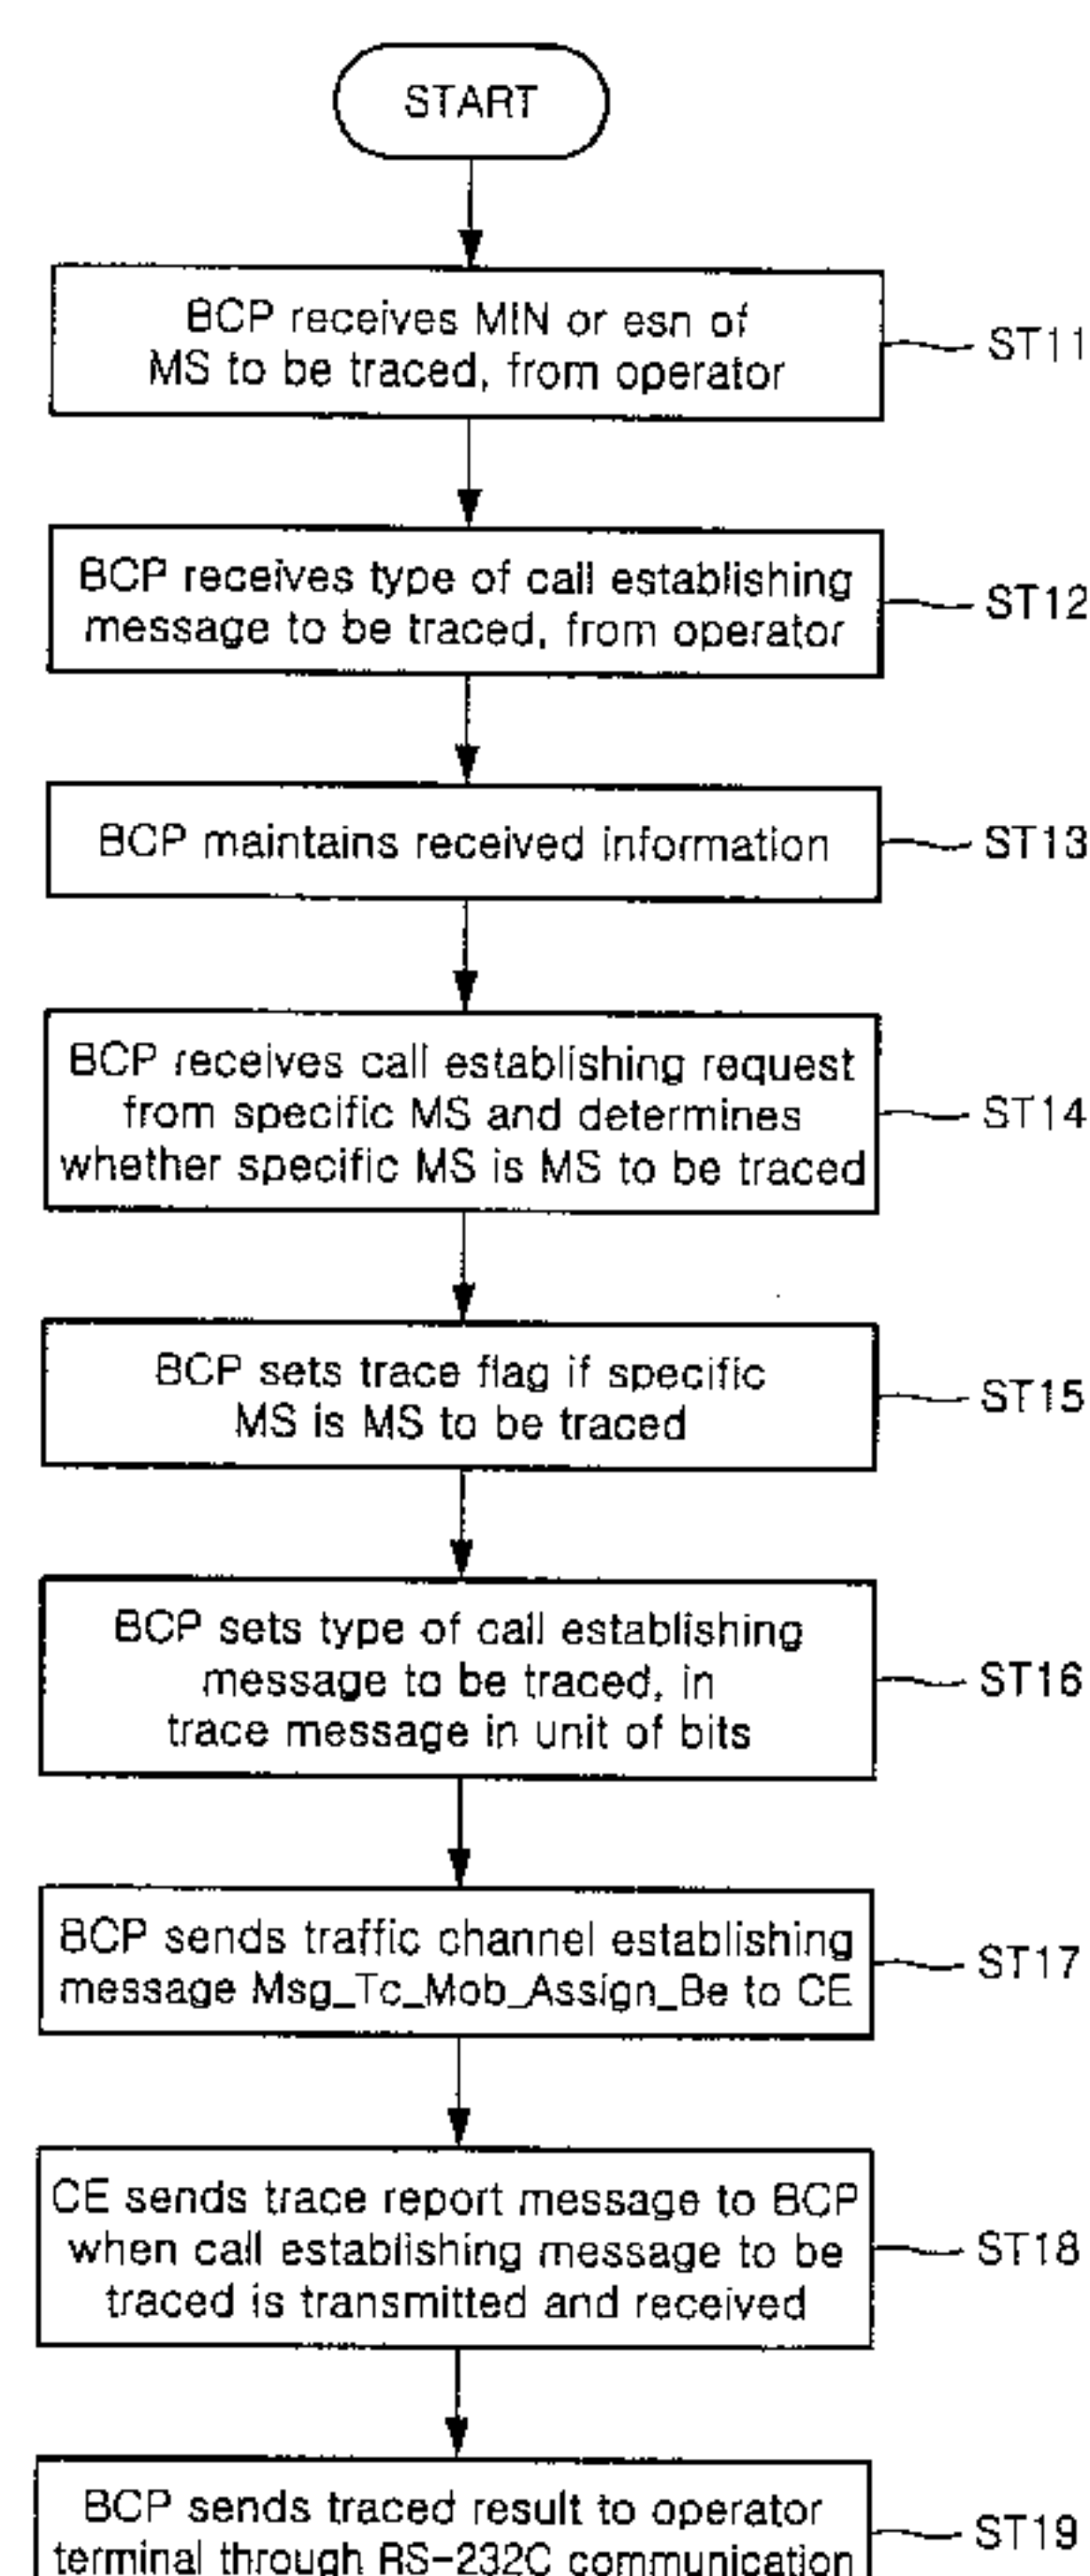 START
BCP receives MIN or esn of
MS to be traced, from operator
ST11
BCP receives type of call establishing
message to be traced, from operator
ST12
BCP maintains received information
ST13
BCP receives call establishing request
from specific MS and determines
whether specific MS is MS to be traced
ST14
BCP sets trace flag if specific
MS is MS to be traced
ST15
BCP sets type of call establishing
message to be traced, in
trace message in unit of bits
ST16
BCP sends traffic channel establishing
message Msg_Tc_Mob_Assign_Be to CE
ST17
CE sends trace report message to BCP
when call establishing message to be
traced is transmitted and received
ST18
BCP sends traced result to operator
terminal through RS-232C communication
ST19